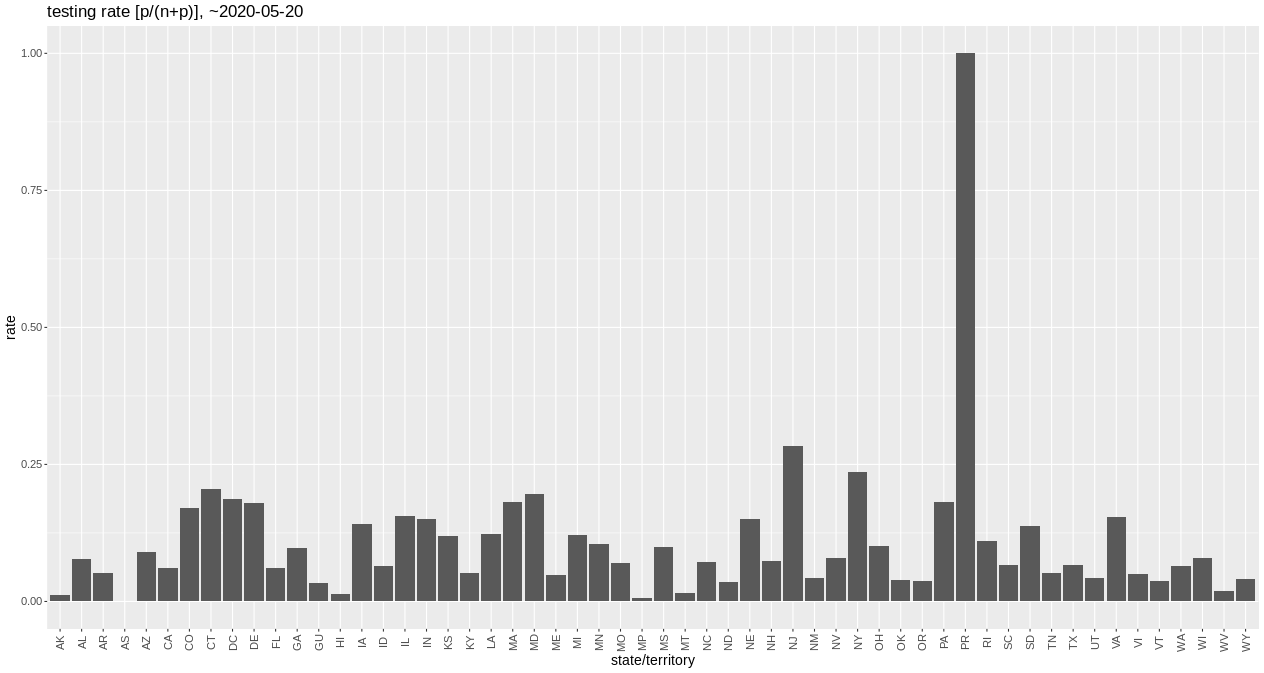 testing rate [p/(n+p)], ~2020-05-20
1.00
0.75
0.50
0.25
0.00
rate
AK AL AR AS AZ CA CO CT DC DE FL GA GU HI IA ID IL IN KS KY LA MA MD ME MI MN MO MP MS MT NC ND NE NH NJ NM NV NY OH OK OR PA PR RI SC SD TN TX UT VA VI VT WA WI WV WY
state/territory